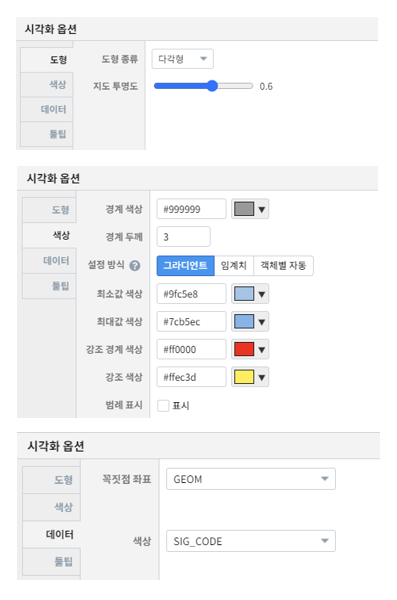 시각화 옵션
도형
도형 종류
다각형
색상
지도 투명도
0.6
데이터
툴팁
시각화 옵션
도형
경계 색상
#999999
색상
경계 두께
3
데이터
설정 방식
?
그라디언트
임계치
객체별 자동
툴팁
최소값 색상
#9fc5e8
최대값 색상
#7cb5ec
강조 경계 색상
#ff0000
강조 색상
#ffec3d
범례 표시
표시
시각화 옵션
도형
꼭짓점 좌표
GEOM
색상
데이터
색상
SIG_CODE
툴팁